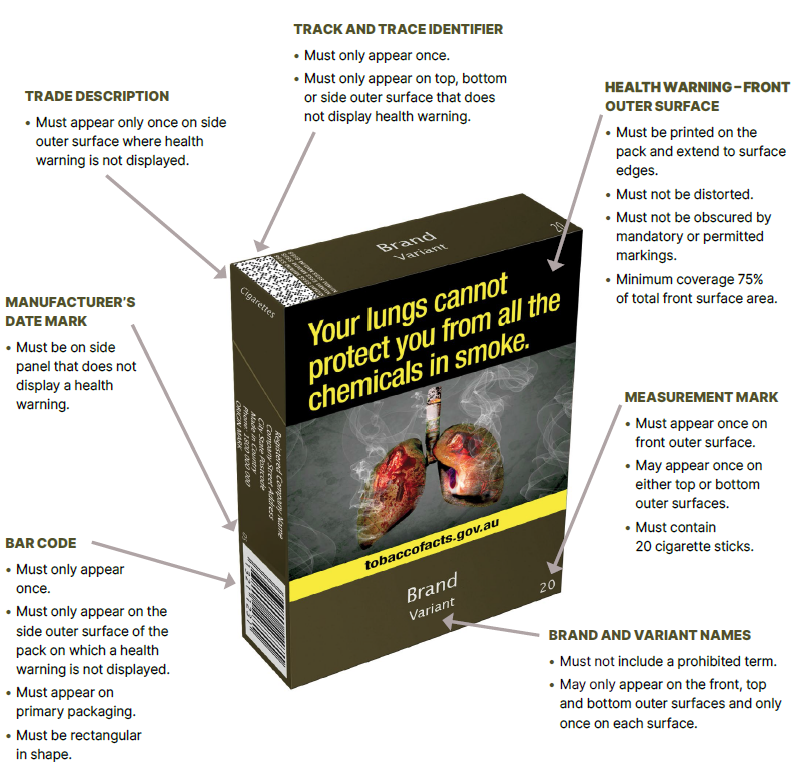 TRACK AND TRACE IDENTIFIER
• Must only appear once.
• Must only appear on top, bottom
or side outer surface that does
not display health warning.
TRADE DESCRIPTION
• Must appear only once on side
outer surface where health
warning is not displayed.
HEALTH WARNING – FRONT
OUTER SURFACE
• Must be printed on the
pack and extend to surface
edges.
• Must not be distorted.
• Must not be obscured by
mandatory or permitted
markings.
• Minimum coverage 75%
of total front surface area.
MANUFACTURER'S
DATE MARK
• Must be on side
panel that does not
display a health
warning.
BAR CODE
• Must only appear
once.
• Must only appear on the
side outer surface of the
pack on which a health
warning is not displayed.
• Must appear on
primary packaging.
• Must be rectangular
in shape.
Brand
Variant
20
Cigarettes
Your lungs cannot
protect you from all the
chemicals in smoke.
Registered Company Name
Company Street Address
City State Postcode
Made in Country
Phone 1800 000 000
ORIGIN MARK
tobaccofacts.gov.au
Brand
Variant
20
MEASUREMENT MARK
• Must appear once on
front outer surface.
• May appear once on
either top or bottom
outer surfaces.
• Must contain
20 cigarette sticks.
BRAND AND VARIANT NAMES
• Must not include a prohibited term.
• May only appear on the front, top
and bottom outer surfaces and only
once on each surface.